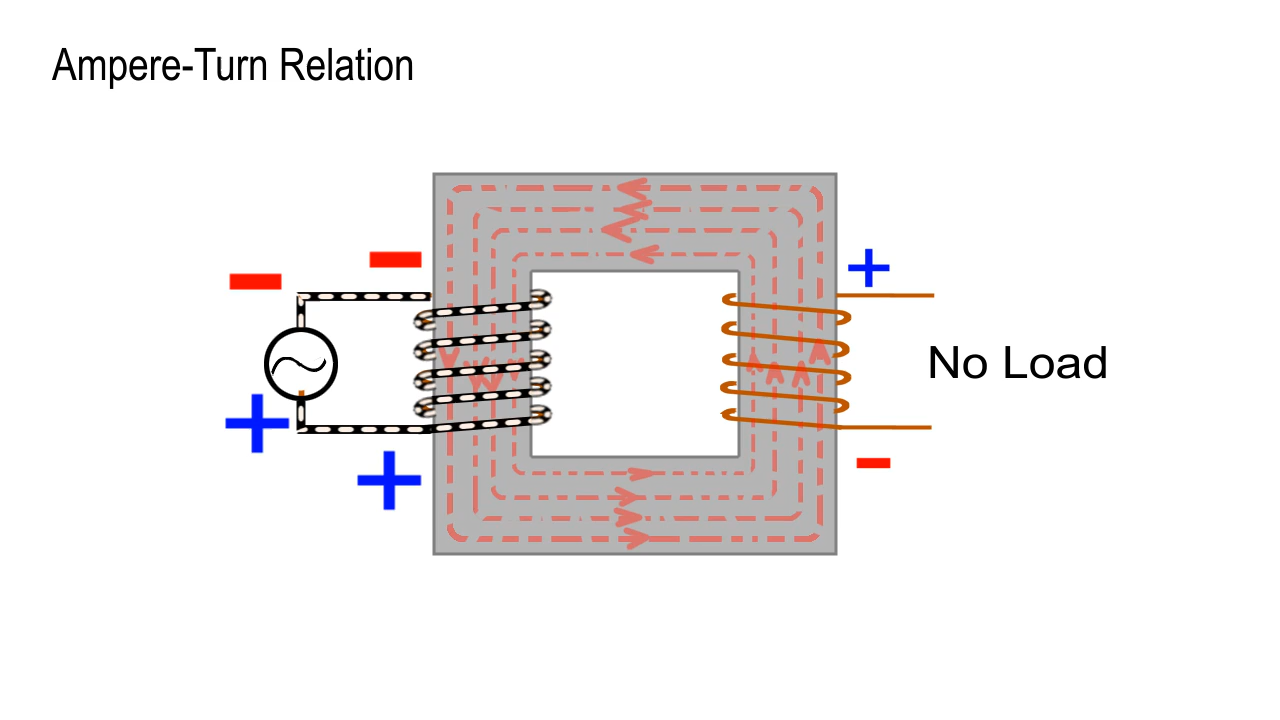 Ampere-Turn Relation
- - +
No Load
+ + -